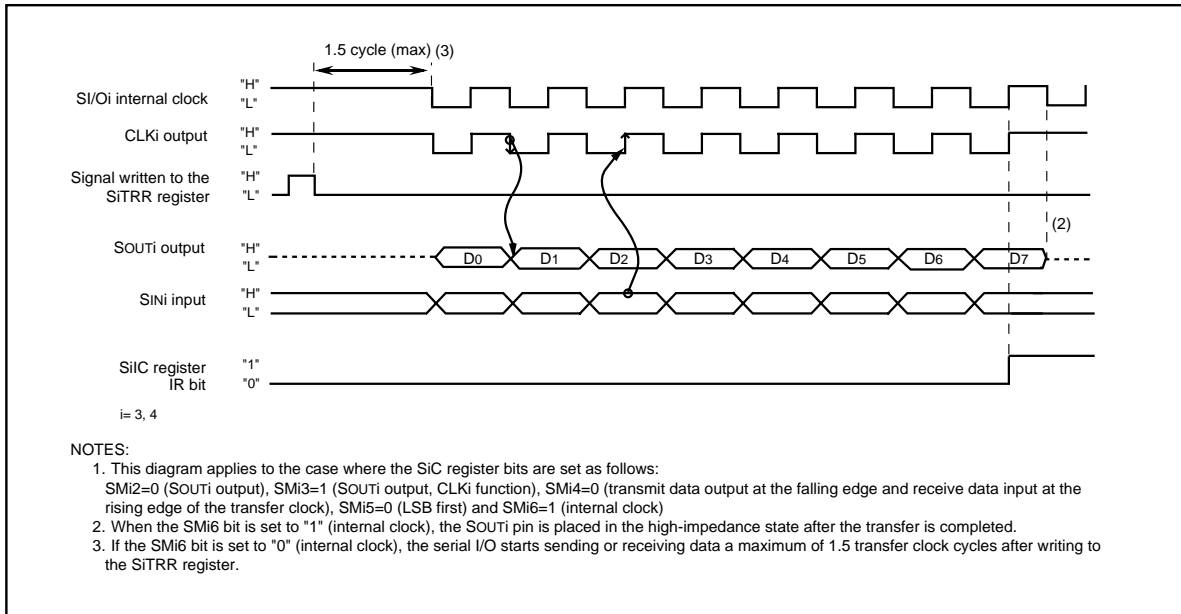 1.5 cycle (max) (3)
SI/Oi internal clock "H" "L"
CLKi output "H" "L"
Signal written to the SiTRR register "H" "L"
(2)
SOUTi output "H" "L" D0 D1 D2 D3 D4 D5 D6 D7
SINi input "H" "L"
SiIC register IR bit "1" "0"
i= 3, 4
NOTES:
1. This diagram applies to the case where the SiC register bits are set as follows:
SMi2=0 (SOUTi output), SMi3=1 (SOUTi output, CLKi function), SMi4=0 (transmit data output at the falling edge and receive data input at the
rising edge of the transfer clock), SMi5=0 (LSB first) and SMi6=1 (internal clock)
2. When the SMi6 bit is set to "1" (internal clock), the SOUTi pin is placed in the high-impedance state after the transfer is completed.
3. If the SMi6 bit is set to "0" (internal clock), the serial I/O starts sending or receiving data a maximum of 1.5 transfer clock cycles after writing to
the SiTRR register.